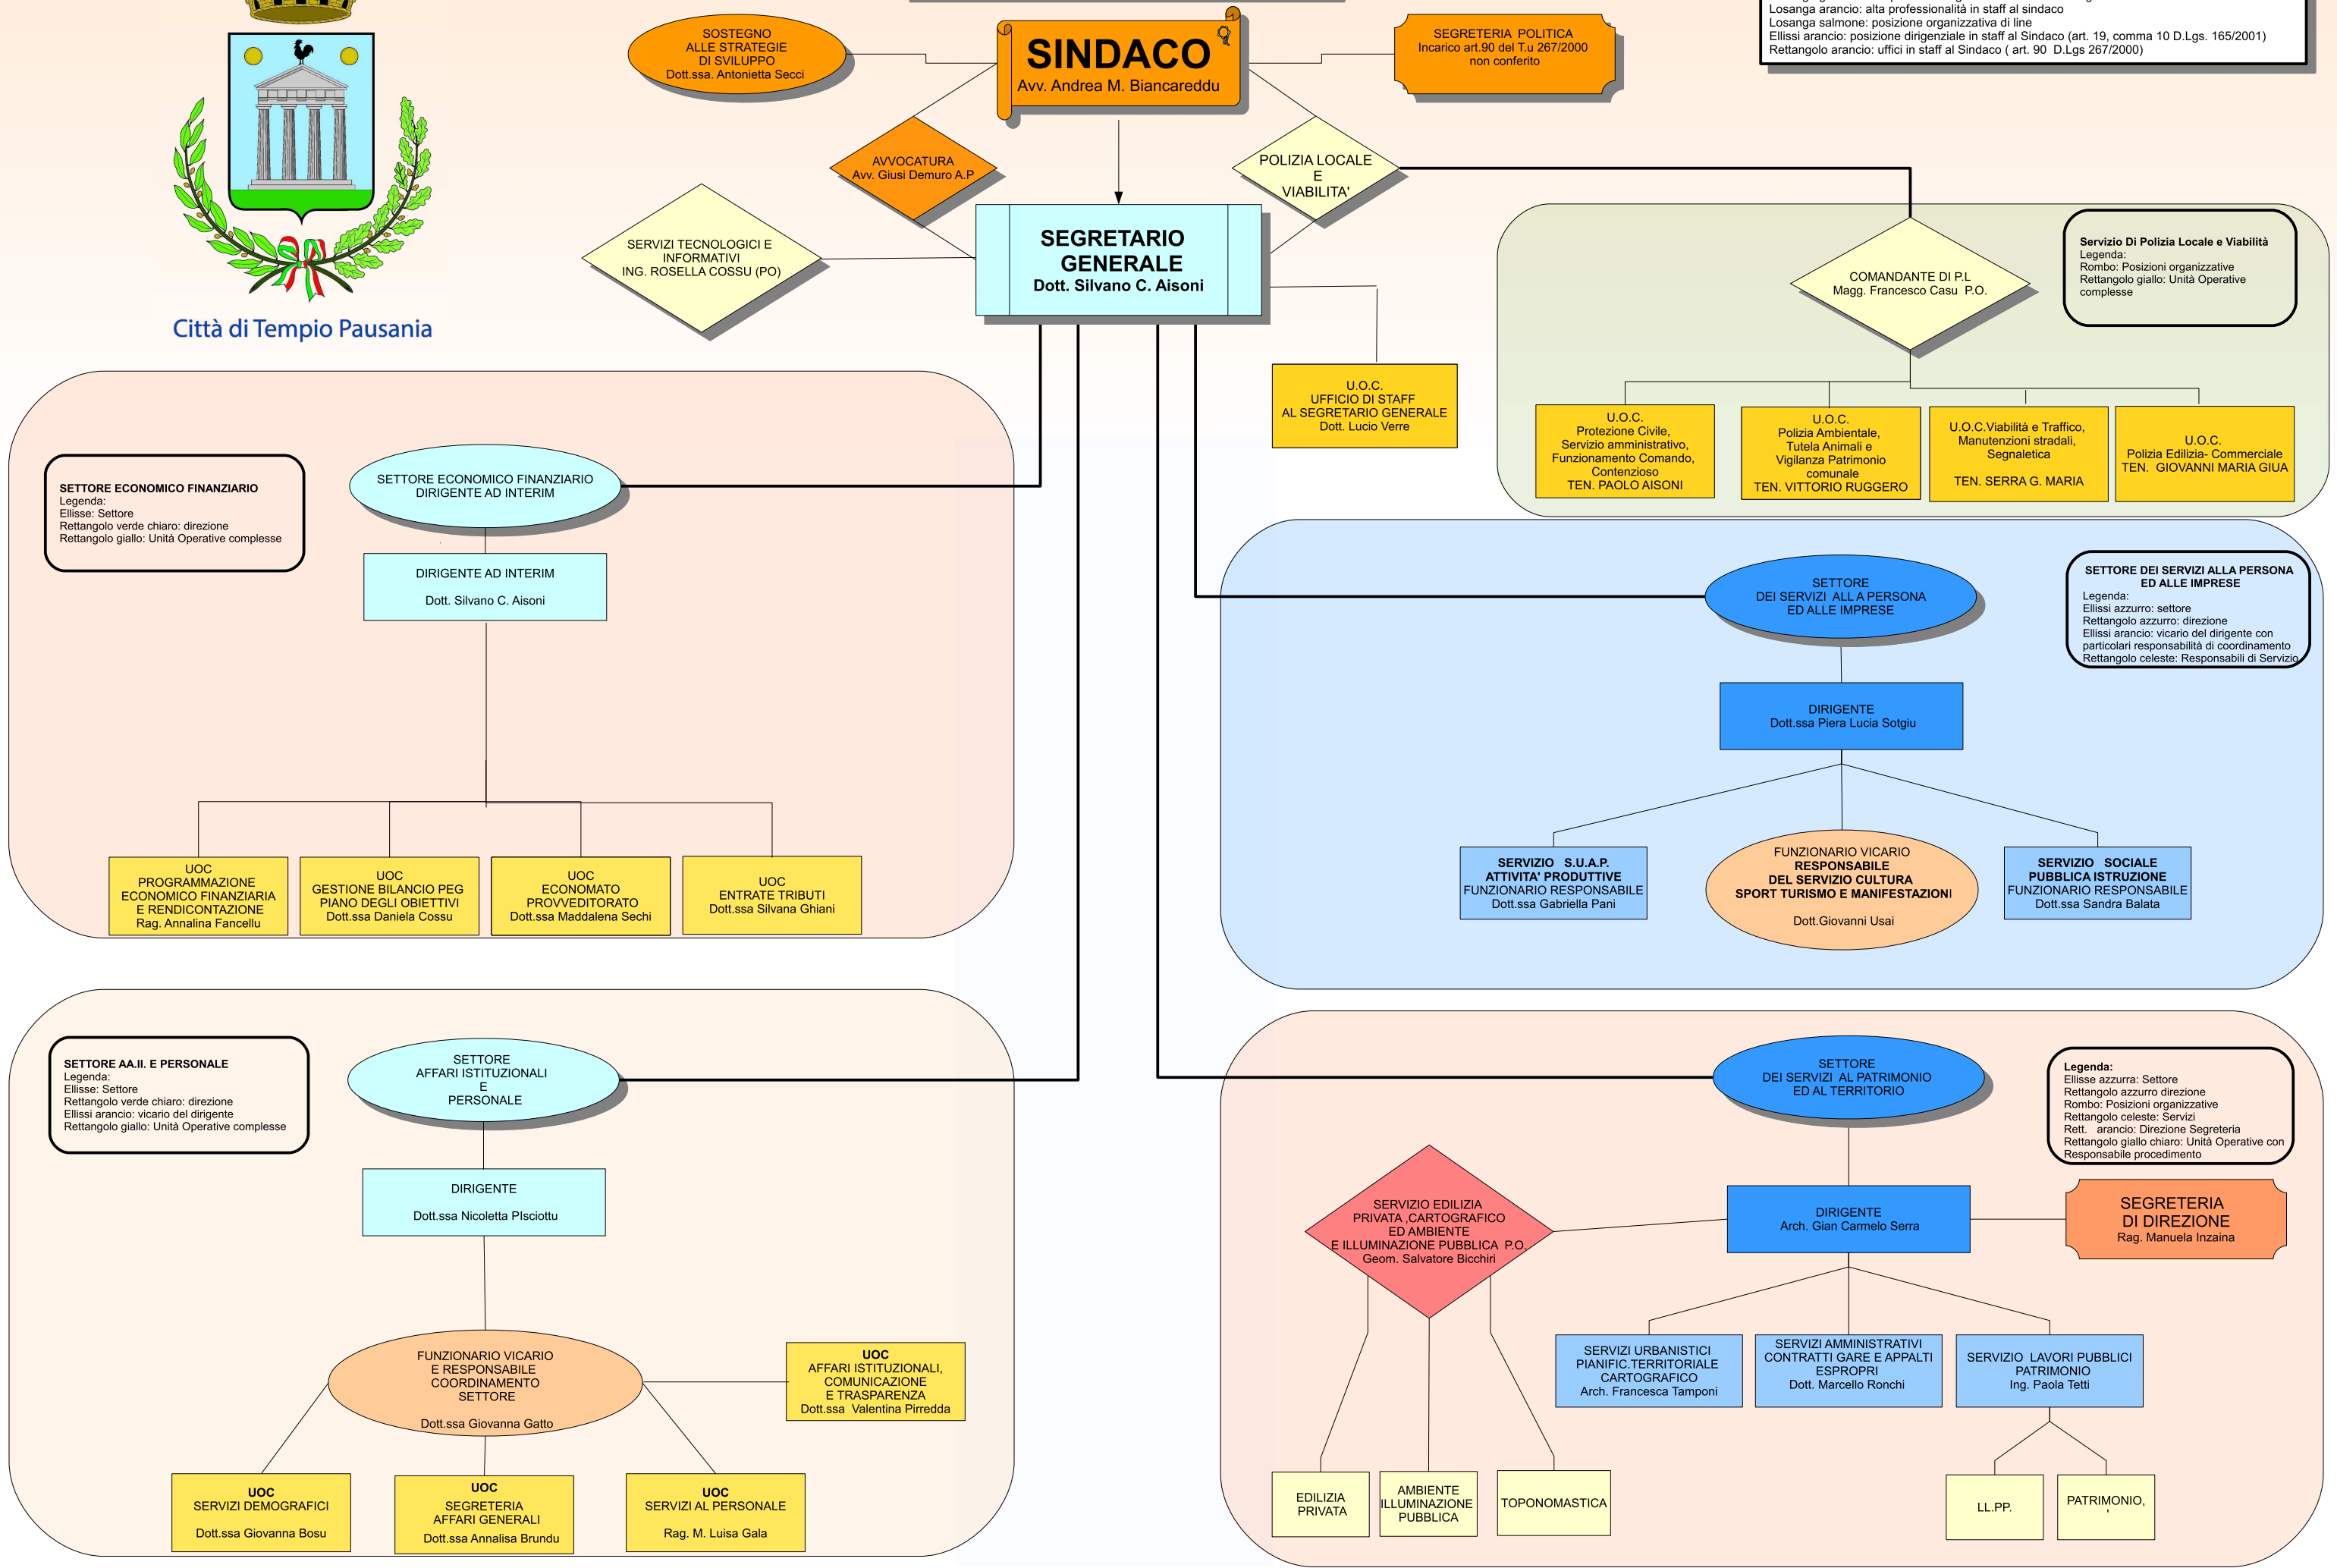 Losanga arancio: alta professionalità in staff al sindaco
Losanga salmone: posizione organizzativa di line
Ellissi arancio: posizione dirigenziale in staff al Sindaco (art. 19, comma 10 D.Lgs. 165/2001)
Rettangolo arancio: uffici in staff al Sindaco ( art. 90 D.Lgs 267/2000)
SOSTEGNO
ALLE STRATEGIE
DI SVILUPPO
Dott.ssa. Antonietta Secci
SINDACO
Avv. Andrea M. Biancareddu
SEGRETERIA POLITICA
Incarico art.90 del T.u 267/2000
non conferito
AVVOCATURA
Avv. Giusi Demuro A.P
POLIZIA LOCALE
E
VIABILITA'
SERVIZI TECNOLOGICI E
INFORMATIVI
ING. ROSELLA COSSU (PO)
SEGRETARIO
GENERALE
Dott. Silvano C. Aisoni
Città di Tempio Pausania
COMANDANTE DI P.L
Magg. Francesco Casu P.O.
Servizio Di Polizia Locale e Viabilità
Legenda:
Rombo: Posizioni organizzative
Rettangolo giallo: Unità Operative
complesse
U.O.C.
UFFICIO DI STAFF
AL SEGRETARIO GENERALE
Dott. Lucio Verre
U.O.C.
Protezione Civile,
Servizio amministrativo,
Funzionamento Comando,
Contenzioso
TEN. PAOLO AISONI
U.O.C.
Polizia Ambientale,
Tutela Animali e
Vigilanza Patrimonio
comunale
TEN. VITTORIO RUGGERO
U.O.C.Viabilità e Traffico,
Manutenzioni stradali,
Segnaletica
TEN. SERRA G. MARIA
U.O.C.
Polizia Edilizia- Commerciale
TEN. GIOVANNI MARIA GIUA
SETTORE ECONOMICO FINANZIARIO
Legenda:
Ellisse: Settore
Rettangolo verde chiaro: direzione
Rettangolo giallo: Unità Operative complesse
SETTORE ECONOMICO FINANZIARIO
DIRIGENTE AD INTERIM
DIRIGENTE AD INTERIM
Dott. Silvano C. Aisoni
UOC
PROGRAMMAZIONE
ECONOMICO FINANZIARIA
E RENDICONTAZIONE
Rag. Annalina Fancellu
UOC
GESTIONE BILANCIO PEG
PIANO DEGLI OBIETTIVI
Dott.ssa Daniela Cossu
UOC
ECONOMATO
PROVVEDITORATO
Dott.ssa Maddalena Sechi
UOC
ENTRATE TRIBUTI
Dott.ssa Silvana Ghiani
SETTORE
DEI SERVIZI ALL A PERSONA
ED ALLE IMPRESE
SETTORE DEI SERVIZI ALLA PERSONA
ED ALLE IMPRESE
Legenda:
Ellissi azzurro: settore
Rettangolo azzurro: direzione
Ellissi arancio: vicario del dirigente con
particolari responsabilità di coordinamento
Rettangolo celeste: Responsabili di Servizio
DIRIGENTE
Dott.ssa Piera Lucia Sotgiu
SERVIZIO S.U.A.P.
ATTIVITA' PRODUTTIVE
FUNZIONARIO RESPONSABILE
Dott.ssa Gabriella Pani
FUNZIONARIO VICARIO
RESPONSABILE
DEL SERVIZIO CULTURA
SPORT TURISMO E MANIFESTAZIONI
Dott.Giovanni Usai
SERVIZIO SOCIALE
PUBBLICA ISTRUZIONE
FUNZIONARIO RESPONSABILE
Dott.ssa Sandra Balata
SETTORE AA.II. E PERSONALE
Legenda:
Ellisse: Settore
Rettangolo verde chiaro: direzione
Ellissi arancio: vicario del dirigente
Rettangolo giallo: Unità Operative complesse
SETTORE
AFFARI ISTITUZIONALI
E
PERSONALE
DIRIGENTE
Dott.ssa Nicoletta PIsciottu
FUNZIONARIO VICARIO
E RESPONSABILE
COORDINAMENTO
SETTORE
Dott.ssa Giovanna Gatto
UOC
AFFARI ISTITUZIONALI,
COMUNICAZIONE
E TRASPARENZA
Dott.ssa Valentina Pirredda
UOC
SERVIZI DEMOGRAFICI
Dott.ssa Giovanna Bosu
UOC
SEGRETERIA
AFFARI GENERALI
Dott.ssa Annalisa Brundu
UOC
SERVIZI AL PERSONALE
Rag. M. Luisa Gala
SETTORE
DEI SERVIZI AL PATRIMONIO
ED AL TERRITORIO
Legenda:
Ellisse azzurra: Settore
Rettangolo azzurro direzione
Rombo: Posizioni organizzative
Rettangolo celeste: Servizi
Rett. arancio: Direzione Segreteria
Rettangolo giallo chiaro: Unità Operative con
Responsabile procedimento
SERVIZIO EDILIZIA
PRIVATA ,CARTOGRAFICO
ED AMBIENTE
E ILLUMINAZIONE PUBBLICA P.O.
Geom. Salvatore Bicchiri
DIRIGENTE
Arch. Gian Carmelo Serra
SEGRETERIA
DI DIREZIONE
Rag. Manuela Inzaina
SERVIZI URBANISTICI
PIANIFIC.TERRITORIALE
CARTOGRAFICO
Arch. Francesca Tamponi
SERVIZI AMMINISTRATIVI
CONTRATTI GARE E APPALTI
ESPROPRI
Dott. Marcello Ronchi
SERVIZIO LAVORI PUBBLICI
PATRIMONIO
Ing. Paola Tetti
EDILIZIA
PRIVATA
AMBIENTE
ILLUMINAZIONE
PUBBLICA
TOPONOMASTICA
LL.PP.
PATRIMONIO,
'